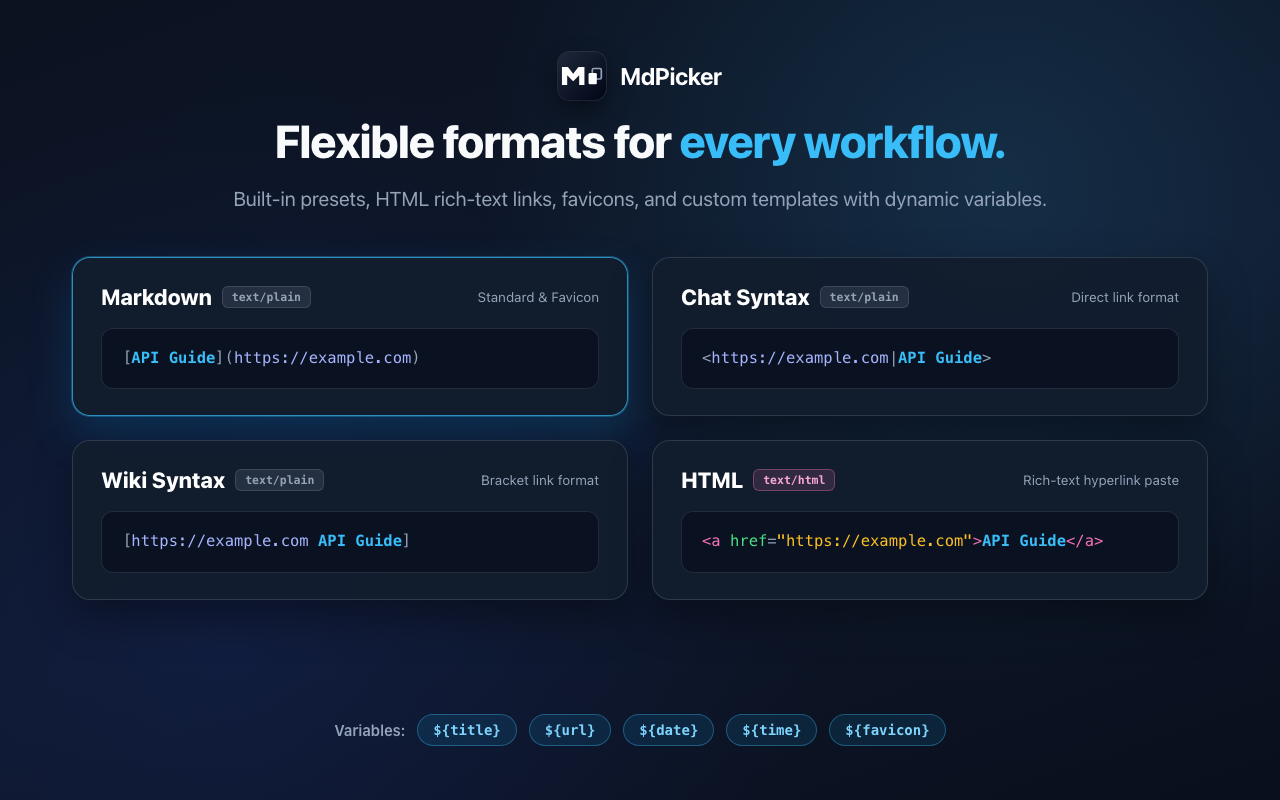 MdPicker
Flexible formats for every workflow.
Built-in presets, HTML rich-text links, favicons, and custom templates with dynamic variables.
Markdown text/plain Standard & Favicon
[API Guide](https://example.com)
Chat Syntax text/plain Direct link format
<https://example.com|API Guide>
Wiki Syntax text/plain Bracket link format
[https://example.com API Guide]
HTML text/html Rich-text hyperlink paste
<a href="https://example.com">API Guide</a>
Variables: ${title} ${url} ${date} ${time} ${favicon}